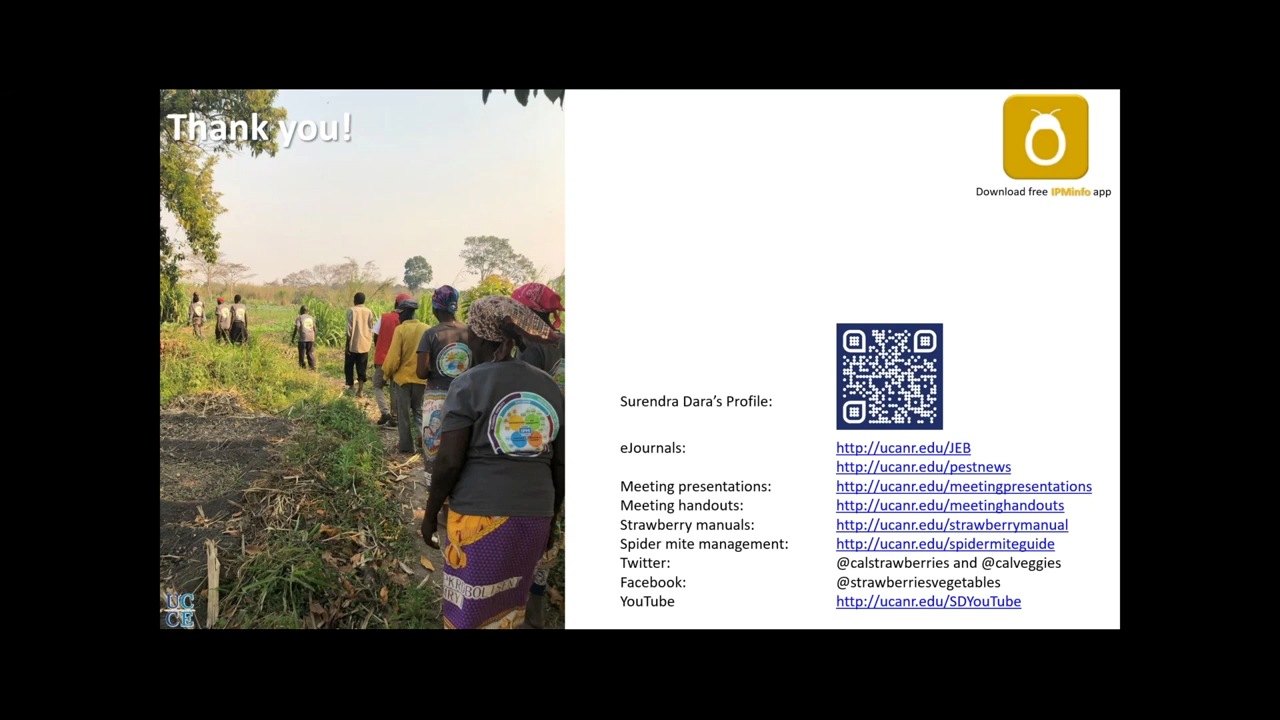 Thank you!
Download free IPMinfo app
Surendra Dara’s Profile:
eJournals: http://ucanr.edu/JEB
http://ucanr.edu/pestnews
Meeting presentations: http://ucanr.edu/meetingpresentations
Meeting handouts: http://ucanr.edu/meetinghandouts
Strawberry manuals: http://ucanr.edu/strawberrymanual
Spider mite management: http://ucanr.edu/spidermiteguide
Twitter: @calstrawberries and @calveggies
Facebook: @strawberriesvegetables
YouTube http://ucanr.edu/SDYouTube
UC
CE